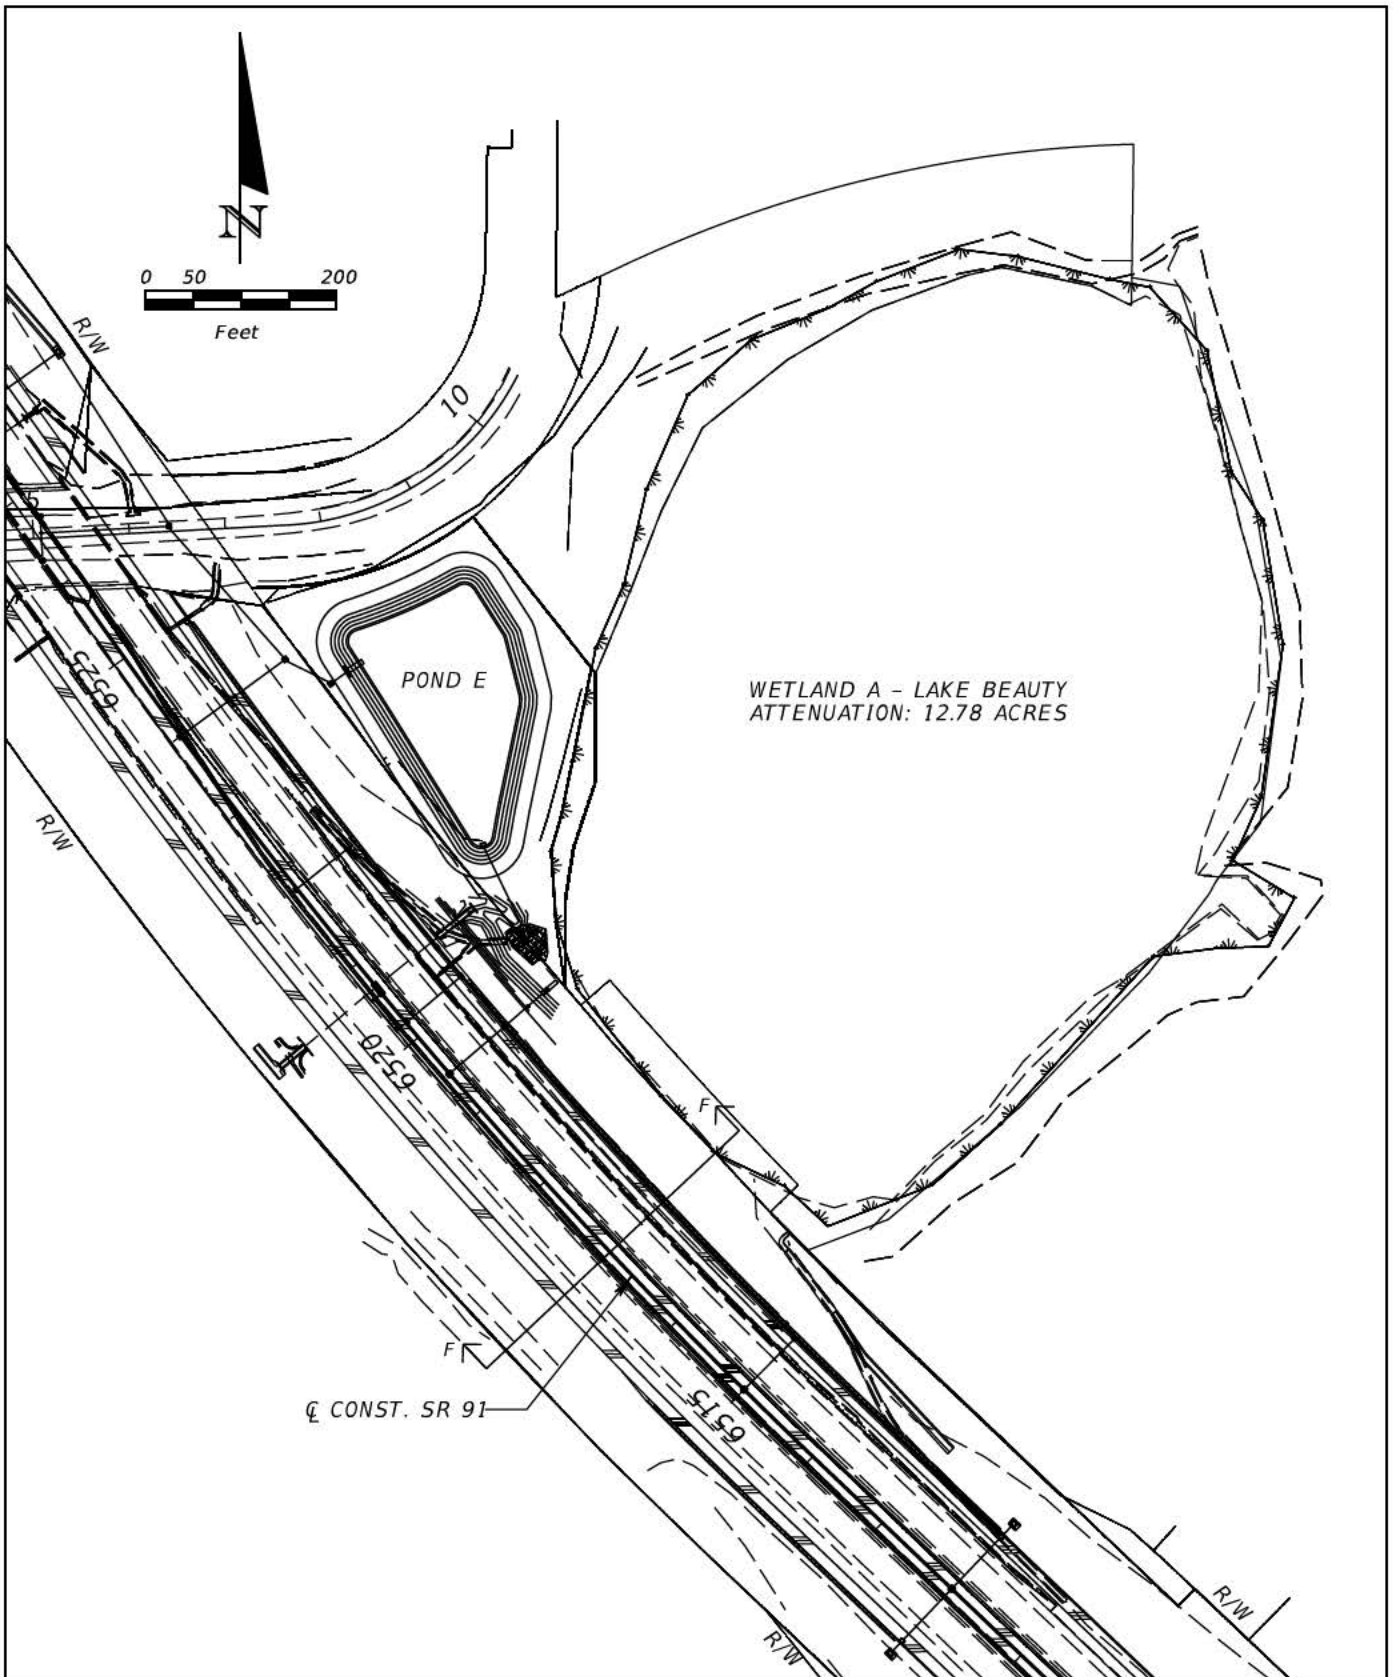 N
0 50 200
Feet
R/W
10
POND E
WETLAND A – LAKE BEAUTY
ATTENUATION: 12.78 ACRES
6525
R/W
6520
F
F
℄ CONST. SR 91
6515
R/W
R/W